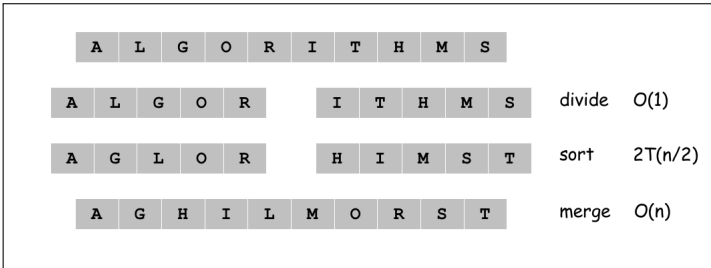 A L G O R I T H M S
A L G O R I T H M S divide O(1)
A G L O R H I M S T sort 2T(n/2)
A G H I L M O R S T merge O(n)